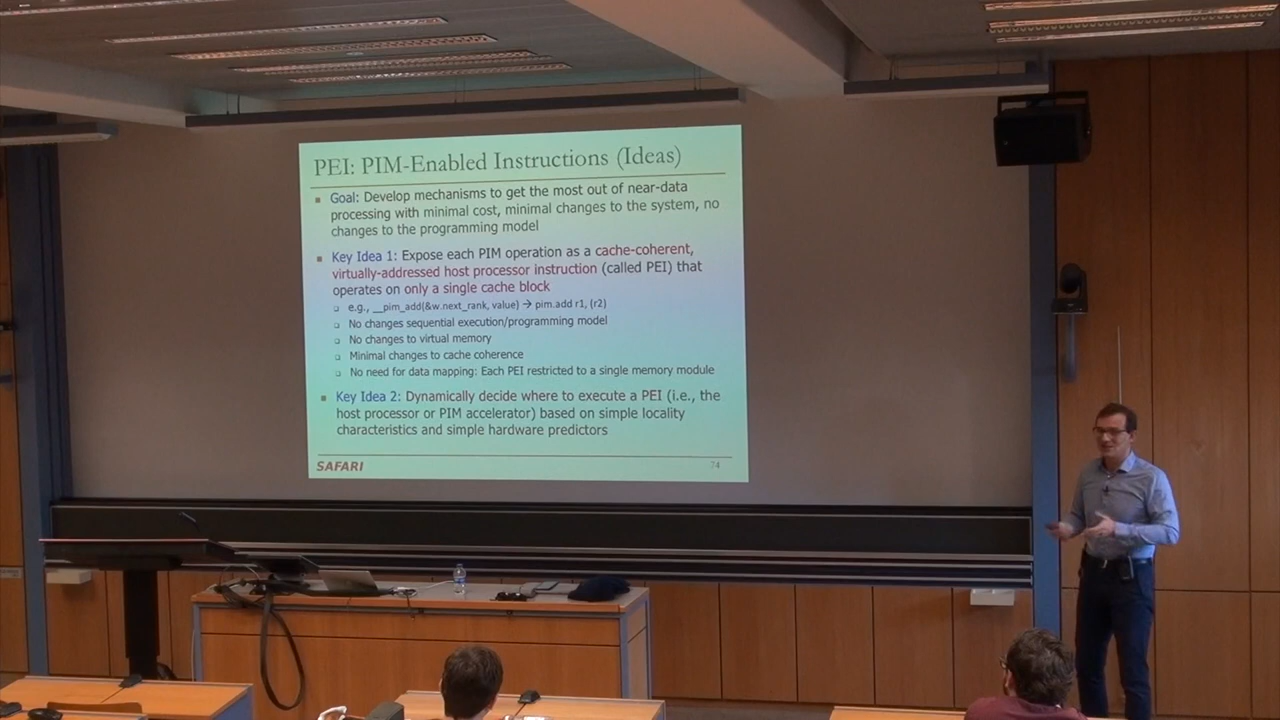 PEI: PIM-Enabled Instructions (Ideas)
Goal: Develop mechanisms to get the most out of near-data
processing with minimal cost, minimal changes to the system, no
changes to the programming model
Key Idea 1: Expose each PIM operation as a cache-coherent,
virtually-addressed host processor instruction (called PEI) that
operates on only a single cache block
e.g., __pim_add(&w.next_rank, value) → pim.add r1, (r2)
No changes sequential execution/programming model
No changes to virtual memory
Minimal changes to cache coherence
No need for data mapping: Each PEI restricted to a single memory module
Key Idea 2: Dynamically decide where to execute a PEI (i.e., the
host processor or PIM accelerator) based on simple locality
characteristics and simple hardware predictors
SAFARI
74